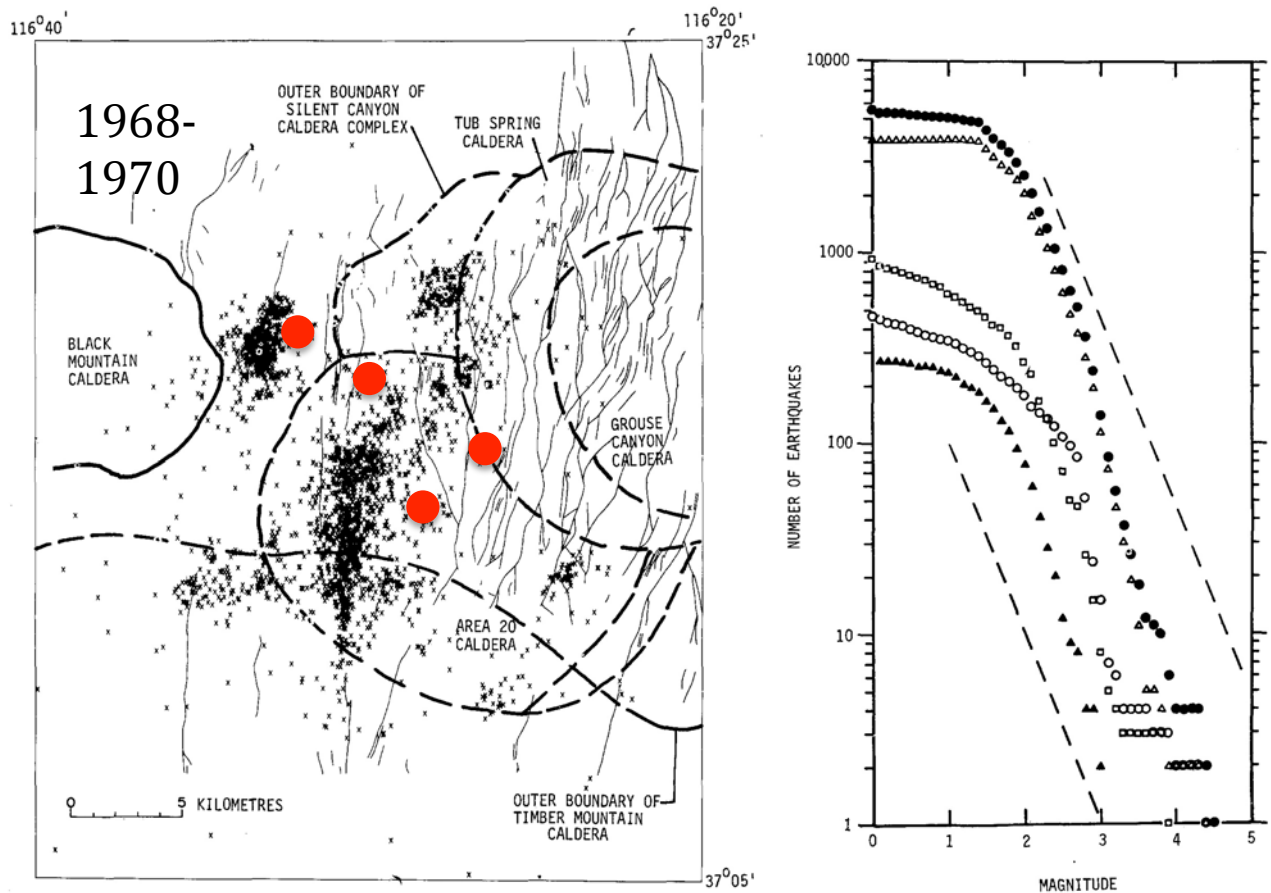 116°40'
116°20'
37°25'
1968-
1970
OUTER BOUNDARY OF
SILENT CANYON
CALDERA COMPLEX
TUB SPRING
CALDERA
BLACK
MOUNTAIN
CALDERA
GROUSE
CANYON
CALDERA
AREA 20
CALDERA
0 5 KILOMETRES
OUTER BOUNDARY OF
TIMBER MOUNTAIN
CALDERA
37°05'
10,000
1000
100
10
1
NUMBER OF EARTHQUAKES
0 1 2 3 4 5
MAGNITUDE